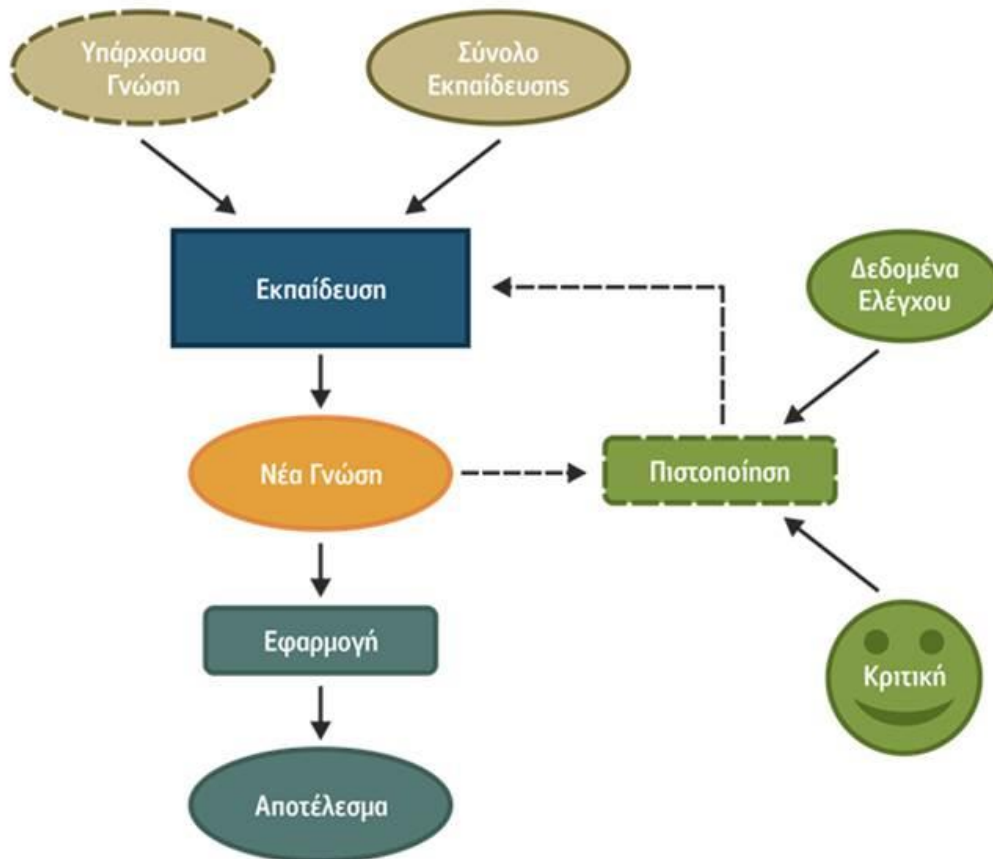 Υπάρχουσα
Γνώση
Σύνολο
Εκπαίδευσης
Εκπαίδευση
Δεδομένα
Ελέγχου
Νέα Γνώση
Πιστοποίηση
Εφαρμογή
Κριτική
Αποτέλεσμα